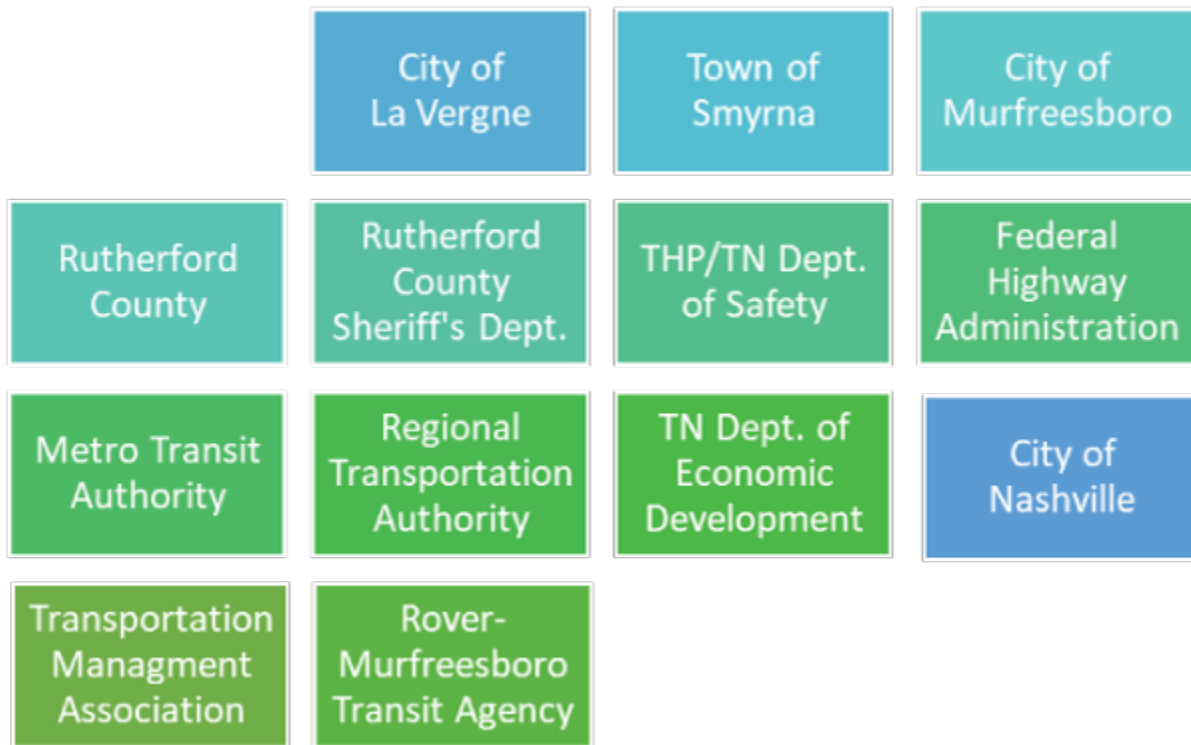 City of
La Vergne
Town of
Smyrna
City of
Murfreesboro
Rutherford
County
Rutherford
County
Sheriff's Dept.
THP/TN Dept.
of Safety
Federal
Highway
Administration
Metro Transit
Authority
Regional
Transportation
Authority
TN Dept. of
Economic
Development
City of
Nashville
Transportation
Managment
Association
Rover-
Murfreesboro
Transit Agency